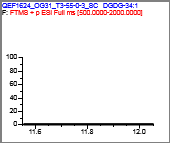 QEF1624_OG31_T3-55-0-3_SC DGDG-34:1
F: FTMS + p ESI Full ms [500.0000-2000.0000]
100
80
60
40
20
0
11.6 11.8 12.0